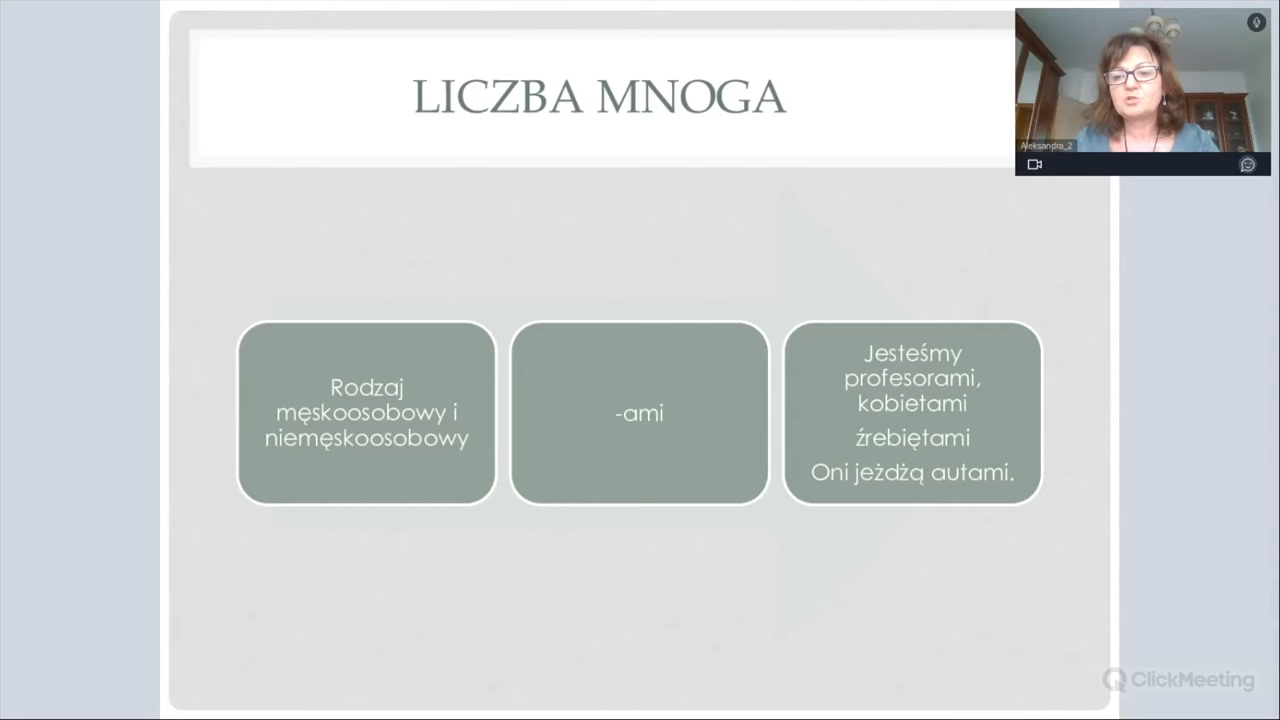 LICZBA MNOGA
Aleksandra_2
Rodzaj
męskoosobowy i
niemęskoosobowy
-ami
Jesteśmy
profesorami,
kobietami
źrebiętami
Oni jeżdżą autami.
ClickMeeting